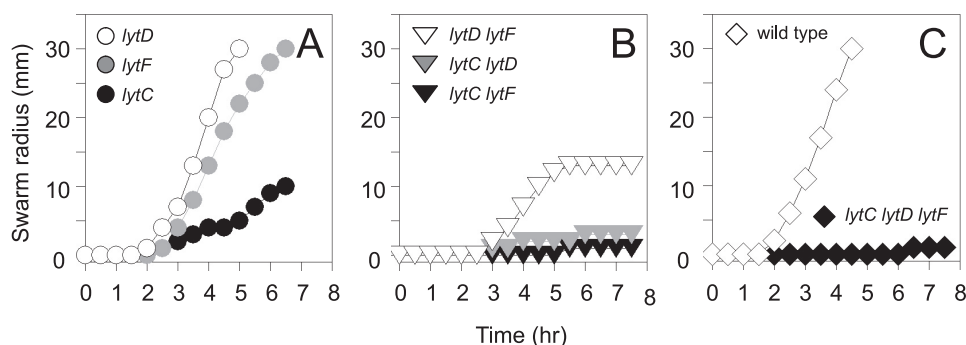 A
lytD
lytF
lytC
30
20
10
0
0 1 2 3 4 5 6 7 8
Swarm radius (mm)
B
lytD lytF
lytC lytD
lytC lytF
30
20
10
0
0 1 2 3 4 5 6 7 8
Time (hr)
C
wild type
lytC lytD lytF
30
20
10
0
0 1 2 3 4 5 6 7 8